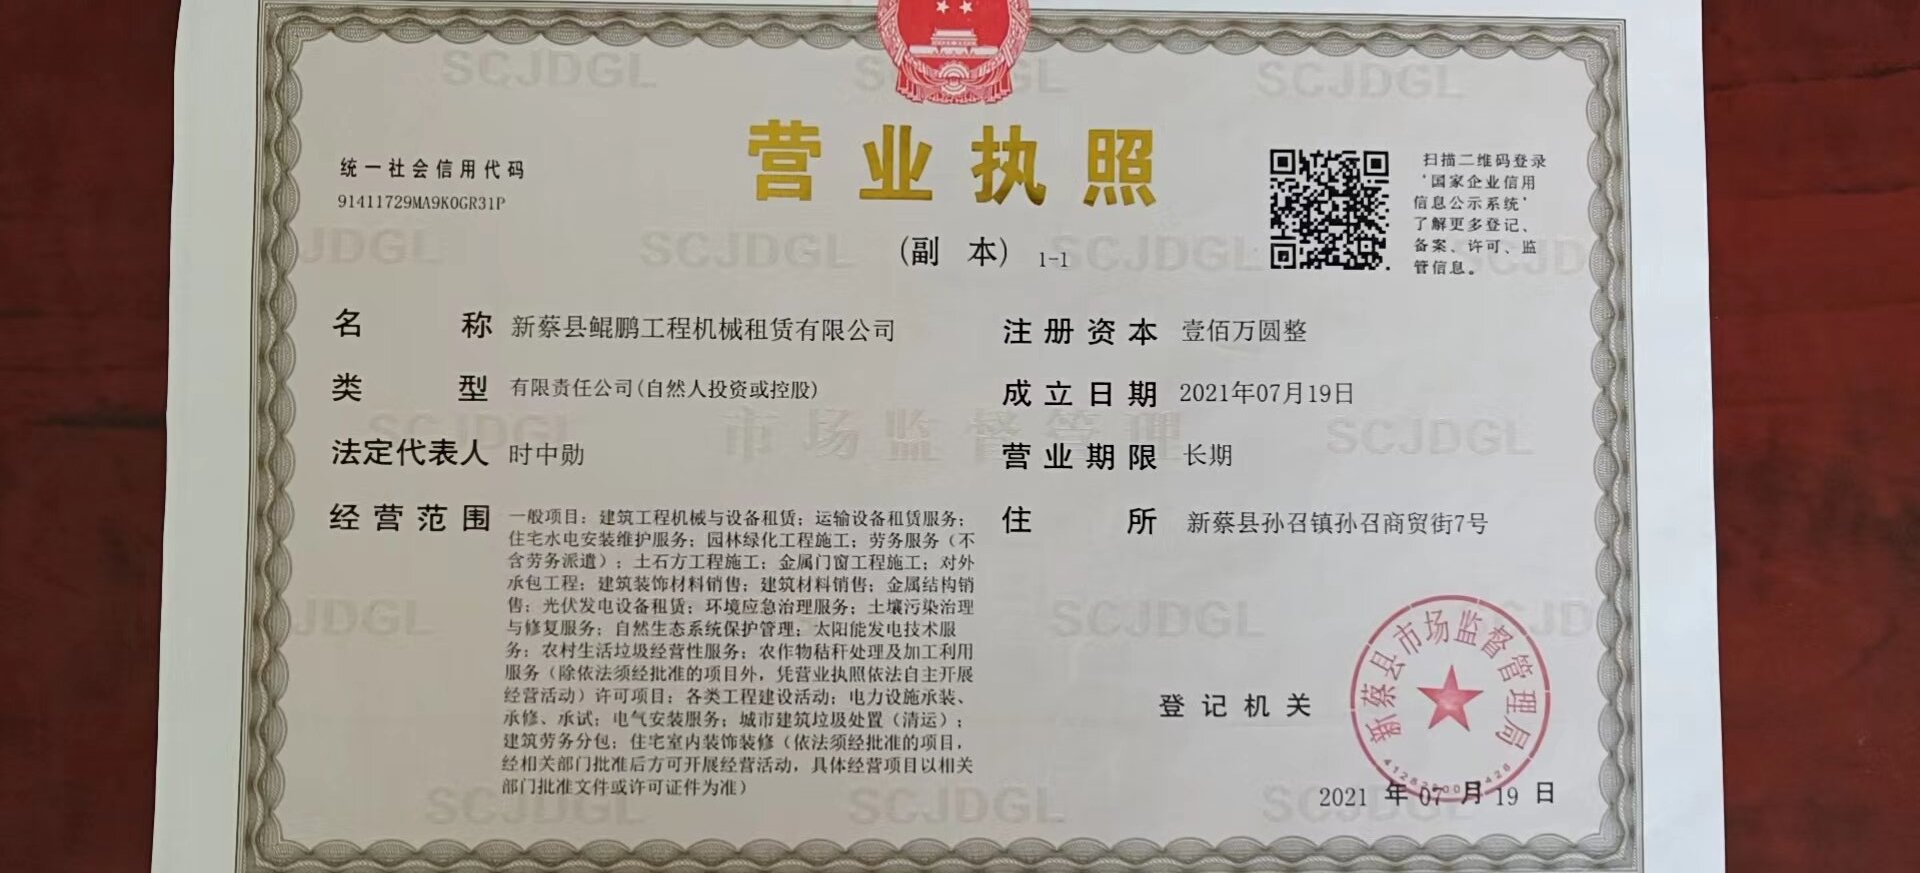 统一社会信用代码
91411729MA9K0GR31P
营业执照
(副 本) 1-1
扫描二维码登录
‘国家企业信用
信息公示系统’
了解更多登记、
备案、许可、监
管信息。
名 称 新蔡县鲲鹏工程机械租赁有限公司
类 型 有限责任公司(自然人投资或控股)
法定代表人 时中勋
经营范围 一般项目：建筑工程机械与设备租赁；运输设备租赁服务；
住宅水电安装维护服务；园林绿化工程施工；劳务服务（不
含劳务派遣）；土石方工程施工；金属门窗工程施工；对外
承包工程；建筑装饰材料销售；建筑材料销售；金属结构销
售；光伏发电设备租赁；环境应急治理服务；土壤污染治理
与修复服务；自然生态系统保护管理；太阳能发电技术服
务；农村生活垃圾经营性服务；农作物秸秆处理及加工利用
服务（除依法须经批准的项目外，凭营业执照依法自主开展
经营活动）许可项目：各类工程建设活动；电力设施承装、
承修、承试；电气安装服务；城市建筑垃圾处置（清运）；
建筑劳务分包；住宅室内装饰装修（依法须经批准的项目，
经相关部门批准后方可开展经营活动，具体经营项目以相关
部门批准文件或许可证件为准）
注册资本 壹佰万圆整
成立日期 2021年07月19日
营业期限 长期
住 所 新蔡县孙召镇孙召商贸街7号
登记机关
新蔡县市场监督管理局
2021 年 07 月 19 日
SCJDGL
市场监督管理